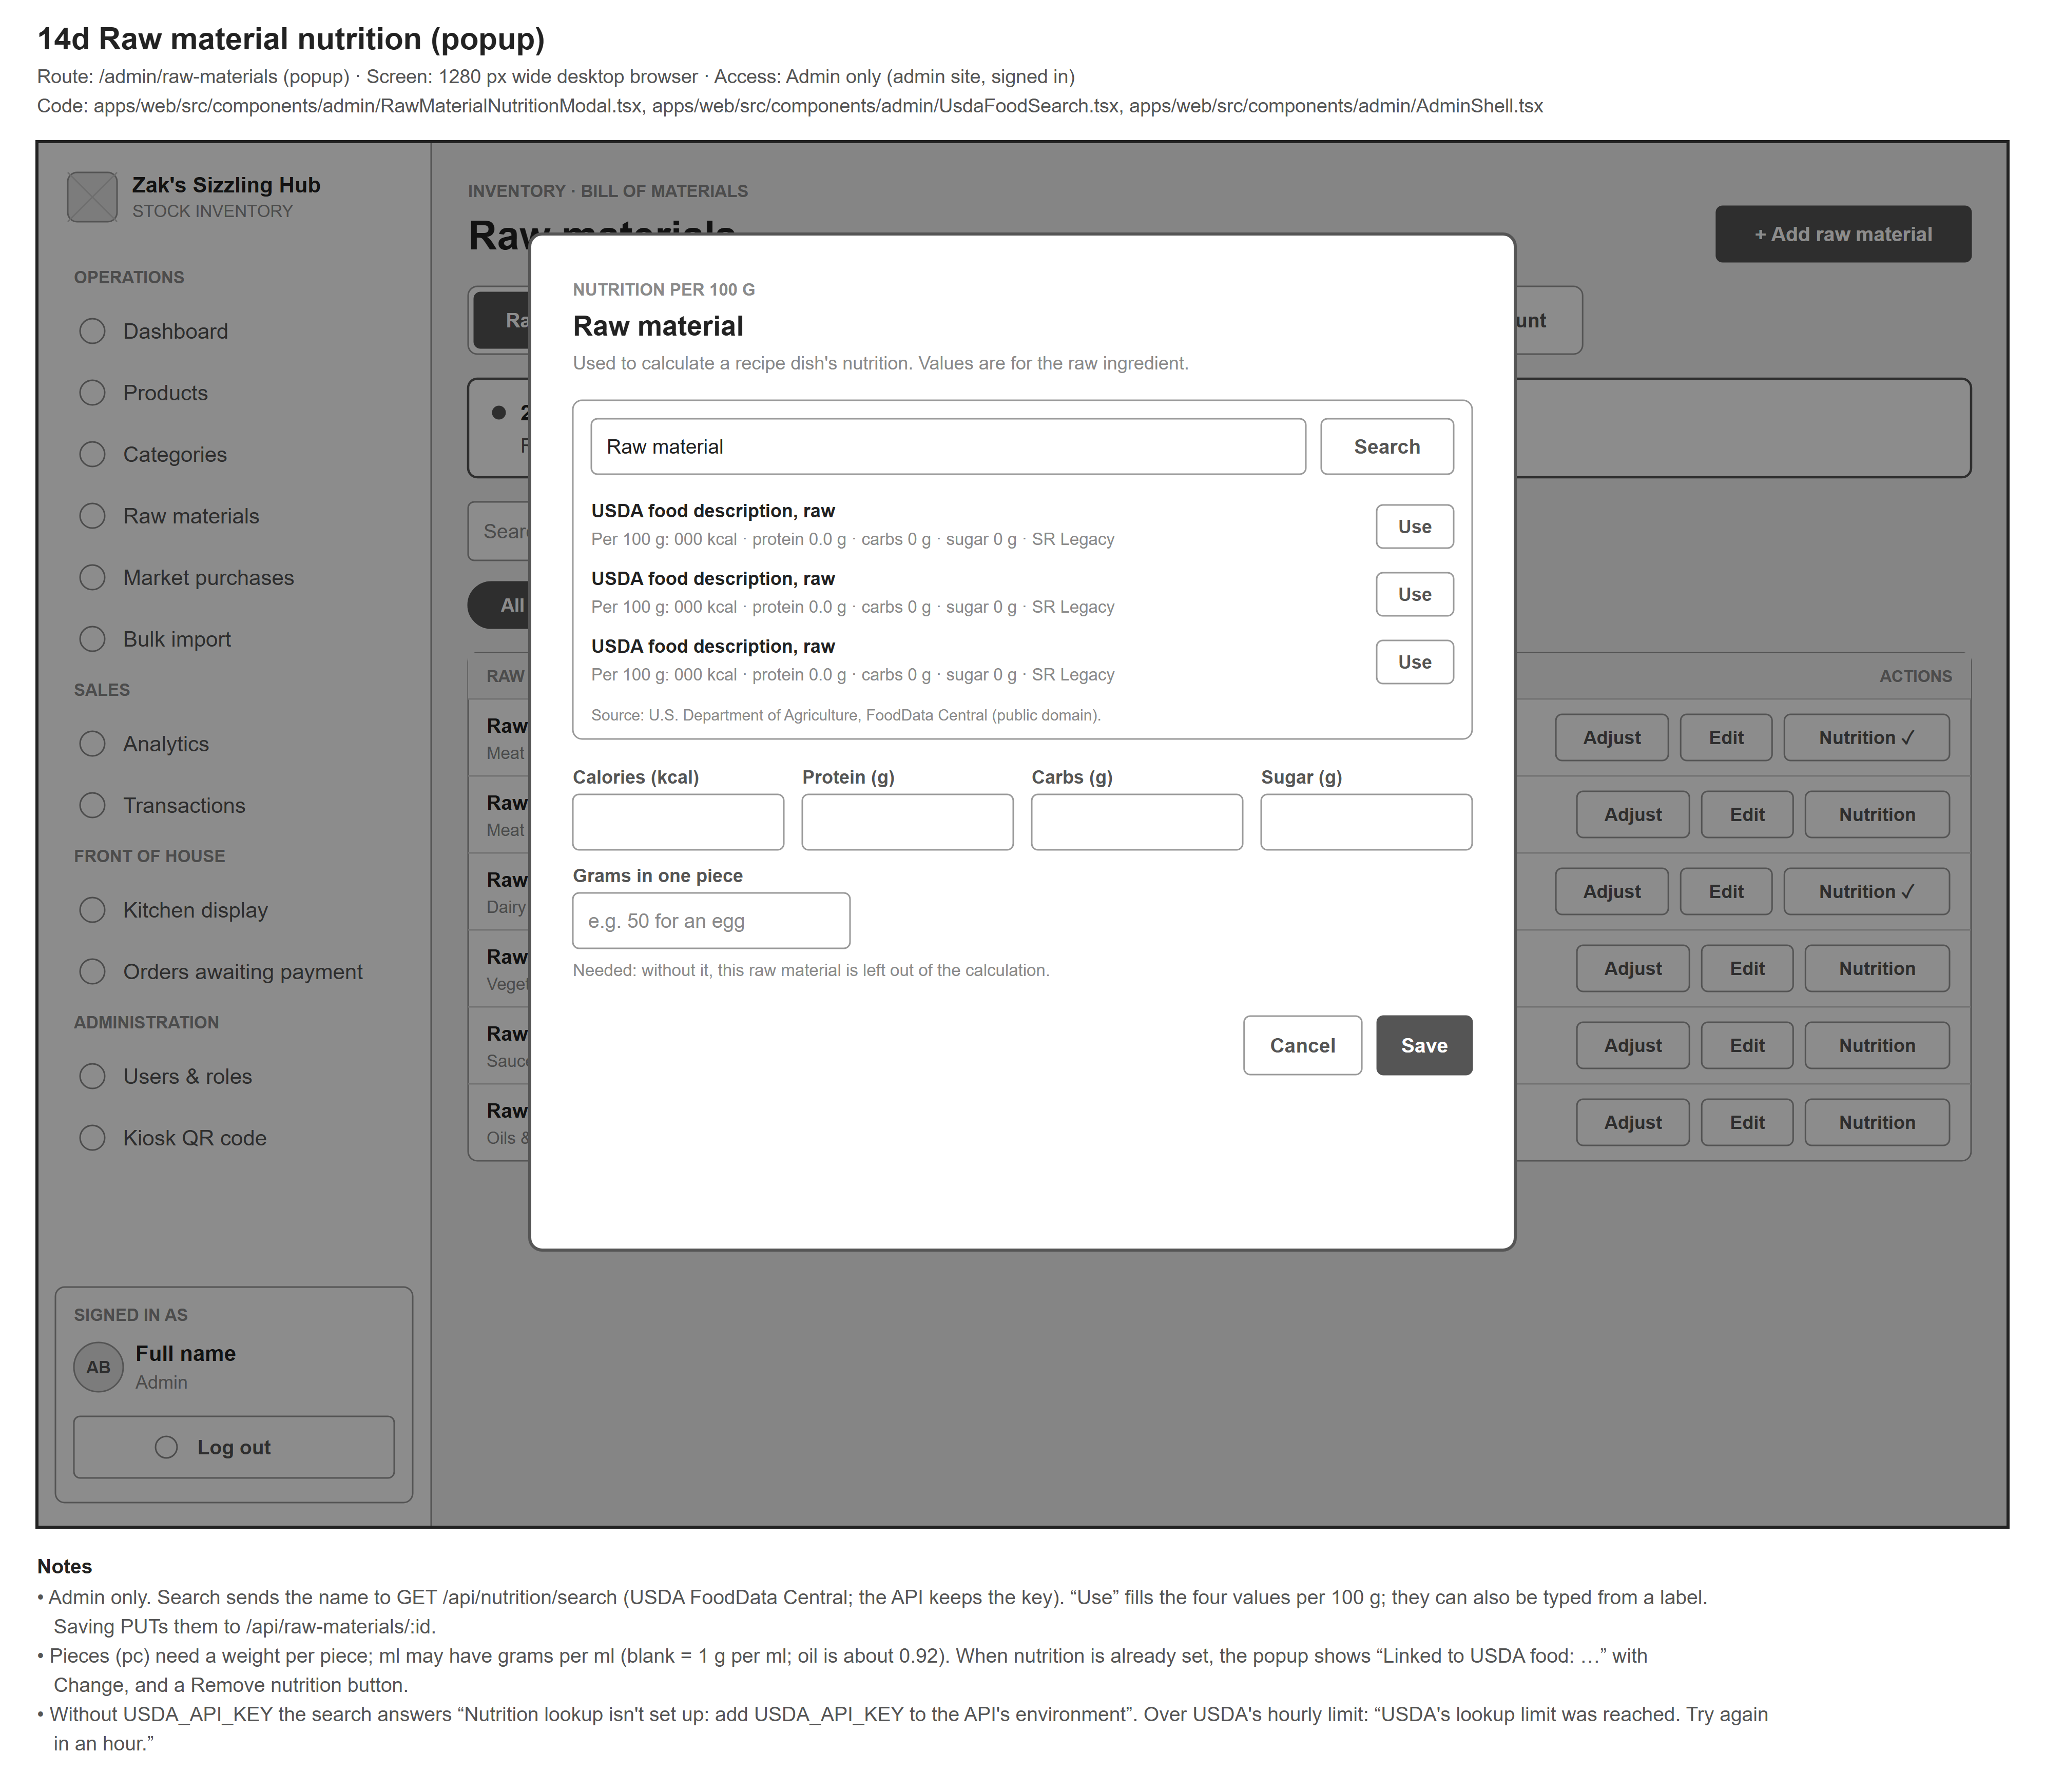 14d Raw material nutrition (popup)
Route: /admin/raw-materials (popup) · Screen: 1280 px wide desktop browser · Access: Admin only (admin site, signed in)
Code: apps/web/src/components/admin/RawMaterialNutritionModal.tsx, apps/web/src/components/admin/UsdaFoodSearch.tsx, apps/web/src/components/admin/AdminShell.tsx
Zak's Sizzling Hub
STOCK INVENTORY
OPERATIONS
Dashboard
Products
Categories
Raw materials
Market purchases
Bulk import
SALES
Analytics
Transactions
FRONT OF HOUSE
Kitchen display
Orders awaiting payment
ADMINISTRATION
Users & roles
Kiosk QR code
SIGNED IN AS
AB
Full name
Admin
Log out
INVENTORY · BILL OF MATERIALS
Raw materials
+ Add raw material
All
RAW
ACTIONS
Raw
Meat
Adjust Edit Nutrition ✓
Raw
Meat
Adjust Edit Nutrition
Raw
Dairy
Adjust Edit Nutrition ✓
Raw
Adjust Edit Nutrition
Raw
Adjust Edit Nutrition
Raw
Oils &
Adjust Edit Nutrition
NUTRITION PER 100 G
Raw material
Used to calculate a recipe dish's nutrition. Values are for the raw ingredient.
Raw material
Search
USDA food description, raw
Per 100 g: 000 kcal · protein 0.0 g · carbs 0 g · sugar 0 g · SR Legacy
Use
USDA food description, raw
Per 100 g: 000 kcal · protein 0.0 g · carbs 0 g · sugar 0 g · SR Legacy
Use
USDA food description, raw
Per 100 g: 000 kcal · protein 0.0 g · carbs 0 g · sugar 0 g · SR Legacy
Use
Source: U.S. Department of Agriculture, FoodData Central (public domain).
Calories (kcal) Protein (g) Carbs (g) Sugar (g)
Grams in one piece
e.g. 50 for an egg
Needed: without it, this raw material is left out of the calculation.
Cancel Save
Notes
• Admin only. Search sends the name to GET /api/nutrition/search (USDA FoodData Central; the API keeps the key). “Use” fills the four values per 100 g; they can also be typed from a label.
Saving PUTs them to /api/raw-materials/:id.
• Pieces (pc) need a weight per piece; ml may have grams per ml (blank = 1 g per ml; oil is about 0.92). When nutrition is already set, the popup shows “Linked to USDA food: …” with
Change, and a Remove nutrition button.
• Without USDA_API_KEY the search answers “Nutrition lookup isn't set up: add USDA_API_KEY to the API's environment”. Over USDA's hourly limit: “USDA's lookup limit was reached. Try again
in an hour.”